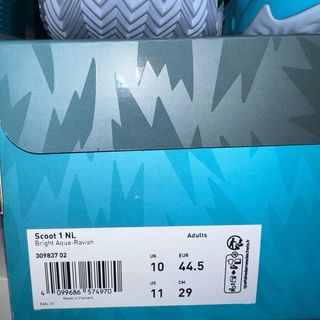 Scoot 1 NL
Bright Aqua-Ravish
Adults
309837 02
UK EUR
10 44.5
US CM
11 29
4 099686 574970
Made in Vietnam